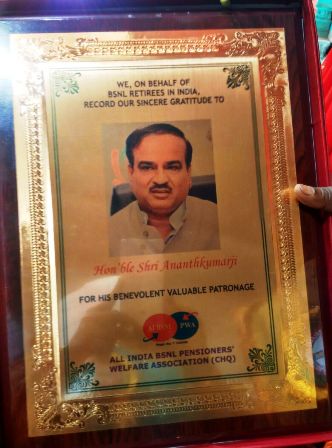 WE, ON BEHALF OF
BSNL RETIREES IN INDIA,
RECORD OUR SINCERE GRATITUDE TO
Hon'ble Shri Ananthkumarji
FOR HIS BENEVOLENT VALUABLE PATRONAGE
AIBSNL PWA
ALL INDIA BSNL PENSIONERS'
WELFARE ASSOCIATION (CHQ)